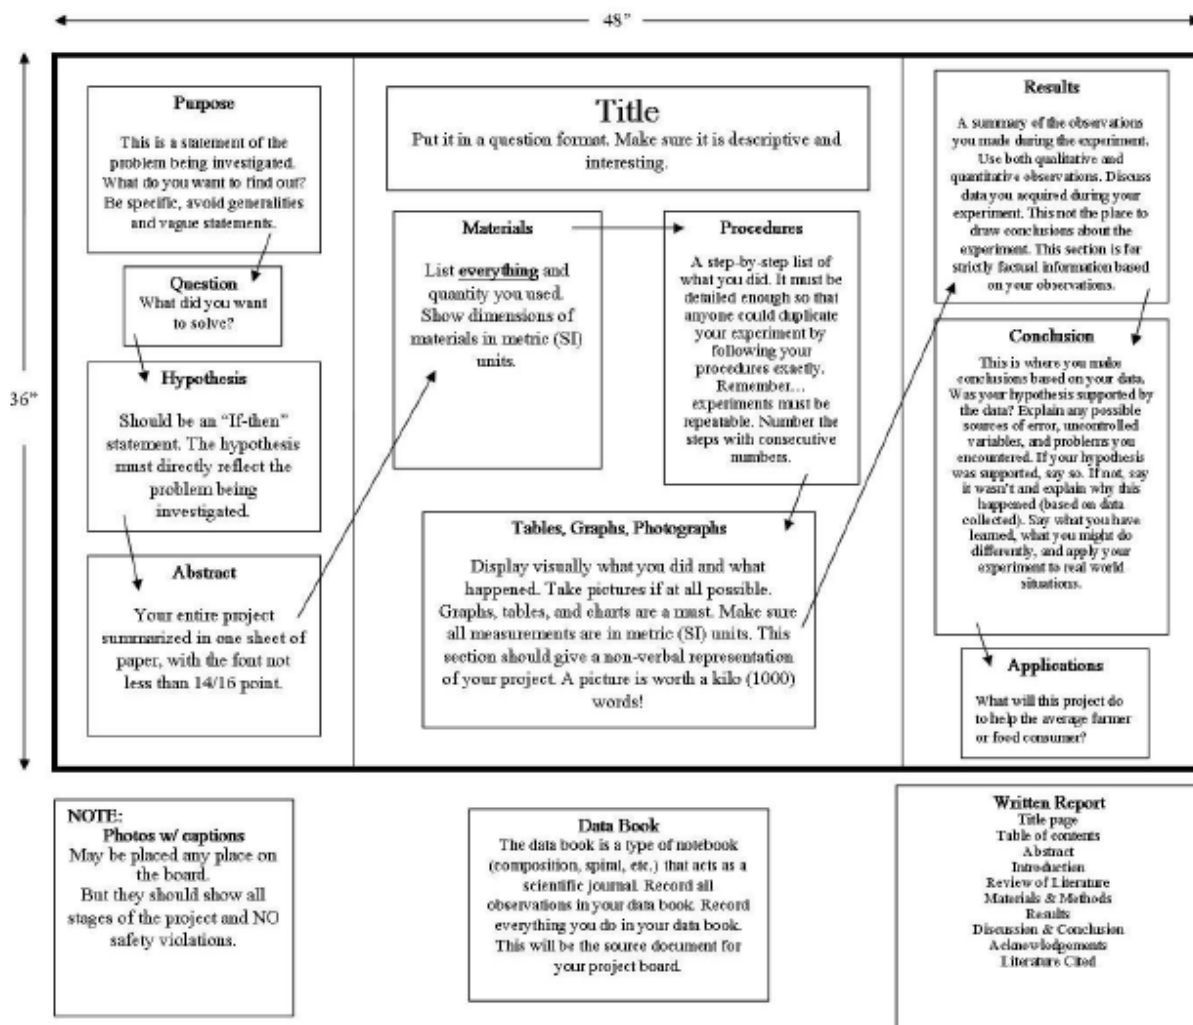 48”
36”
Purpose
This is a statement of the
problem being investigated.
What do you want to find out?
Be specific, avoid generalities
and vague statements.
Question
What did you want
to solve?
Hypothesis
Should be an “If-then”
statement. The hypothesis
must directly reflect the
problem being
investigated.
Abstract
Your entire project
summarized in one sheet of
paper, with the font not
less than 14/16 point.
Title
Put it in a question format. Make sure it is descriptive and
interesting.
Materials
List everything and
quantity you used.
Show dimensions of
materials in metric (SI)
units.
Procedures
A step-by-step list of
what you did. It must be
detailed enough so that
anyone could duplicate
your experiment by
following your
procedures exactly.
Remember...
experiments must be
repeatable. Number the
steps with consecutive
numbers.
Tables, Graphs, Photographs
Display visually what you did and what
happened. Take pictures if at all possible.
Graphs, tables, and charts are a must. Make sure
all measurements are in metric (SI) units. This
section should give a non-verbal representation
of your project. A picture is worth a kilo (1000)
words!
Results
A summary of the observations
you made during the experiment.
Use both qualitative and
quantitative observations. Discuss
data you acquired during your
experiment. This not the place to
draw conclusions about the
experiment. This section is for
strictly factual information based
on your observations.
Conclusion
This is where you make
conclusions based on your data.
Was your hypothesis supported by
the data? Explain any possible
sources of error, uncontrolled
variables, and problems you
encountered. If your hypothesis
was supported, say so. If not, say
it wasn't and explain why this
happened (based on data
collected). Say what you have
learned, what you might do
differently, and apply your
experiment to real world
situations.
Applications
What will this project do
to help the average farmer
or food consumer?
NOTE:
Photos w/ captions
May be placed any place on
the board.
But they should show all
stages of the project and NO
safety violations.
Data Book
The data book is a type of notebook
(composition, spiral, etc.) that acts as a
scientific journal. Record all
observations in your data book. Record
everything you do in your data book.
This will be the source document for
your project board.
Written Report
Title page
Table of contents
Abstract
Introduction
Review of Literature
Materials & Methods
Results
Discussion & Conclusion
Acknowledgements
Literature Cited